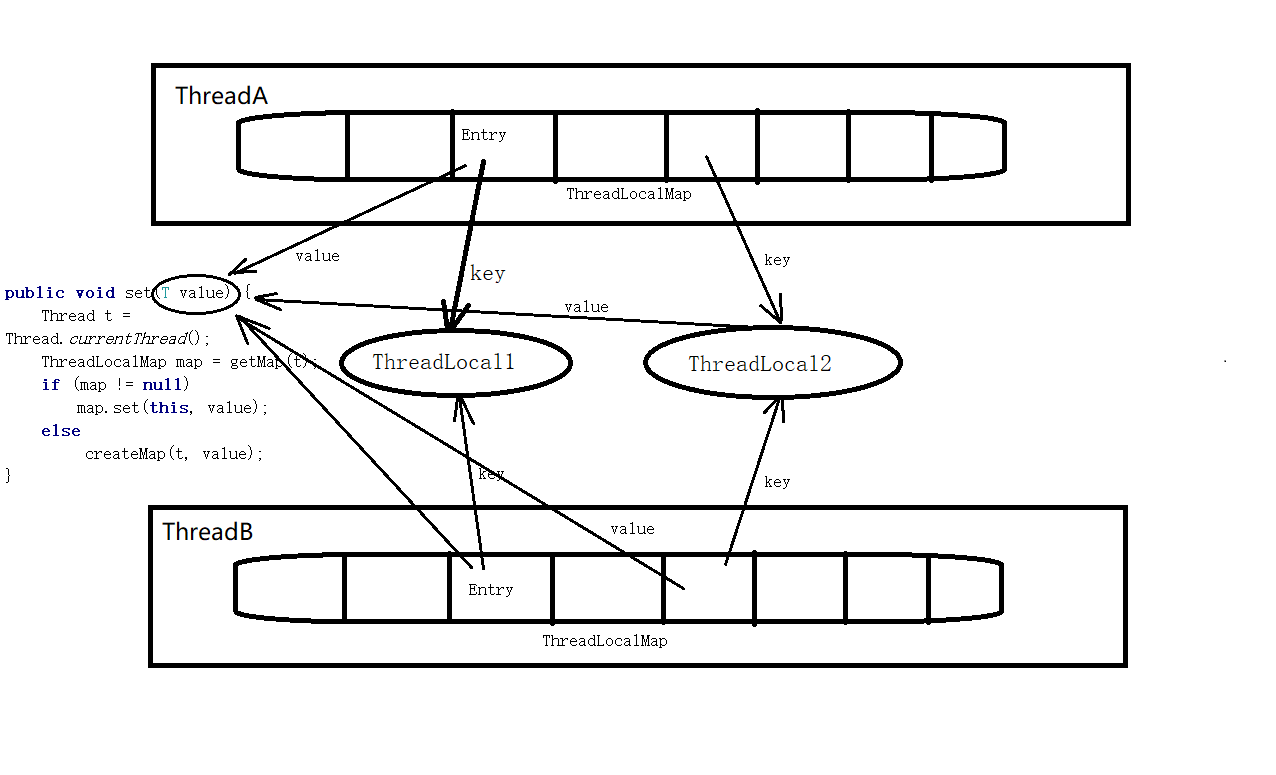 ThreadA
Entry
ThreadLocalMap
value
key
key
public void set(T value) {
value
Thread t =
Thread.currentThread();
ThreadLocalMap map = getMap(t);
ThreadLocal1
ThreadLocal2
if (map != null)
map.set(this, value);
else
createMap(t, value);
}
key
key
ThreadB
value
Entry
ThreadLocalMap